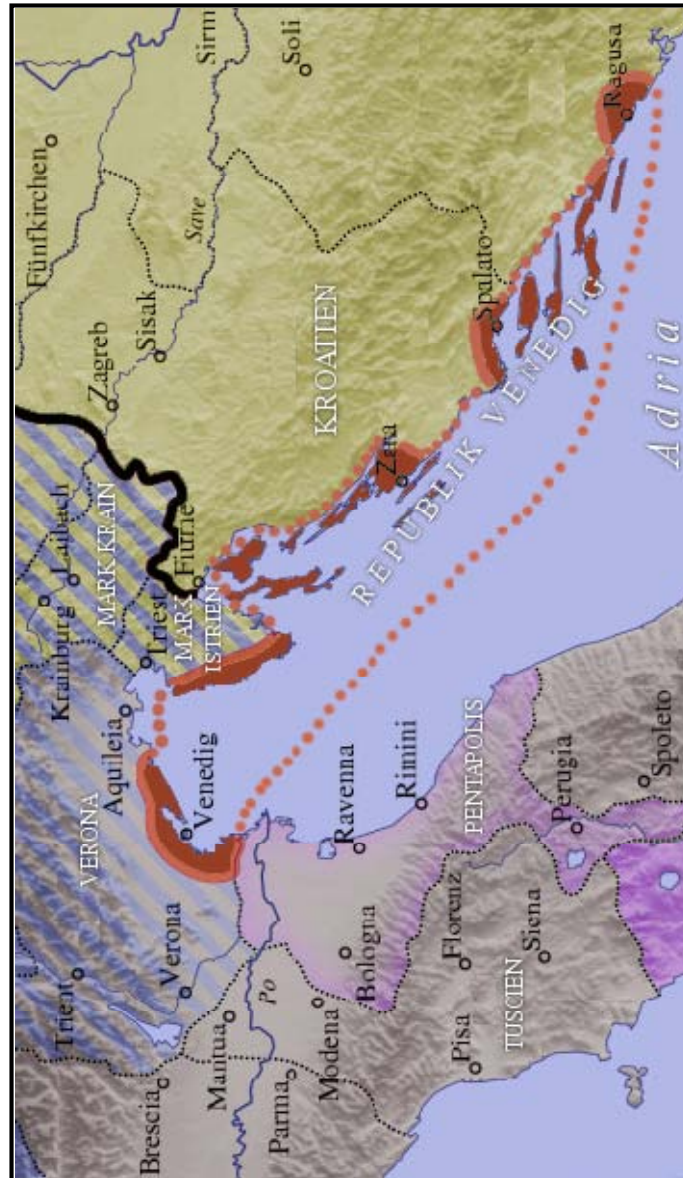 Fünfkirchen
Krainburg
Trient
Laibach
VERONA
Zagreb
MARK KRAIN
Aquileia
Sisak
Brescia
Triest
Verona
MARK
ISTRIEN
Fiume
Save
Sirm
Venedig
Mantua
Po
Parma
Soli
KROATIEN
Modena
Ravenna
Bologna
Zara
Rimini
Florenz
Pisa
PENTAPOLIS
Spalato
REPUBLIK VENEDIG
TUSCIEN
Siena
Perugia
Ragusa
Spoleto
Adria